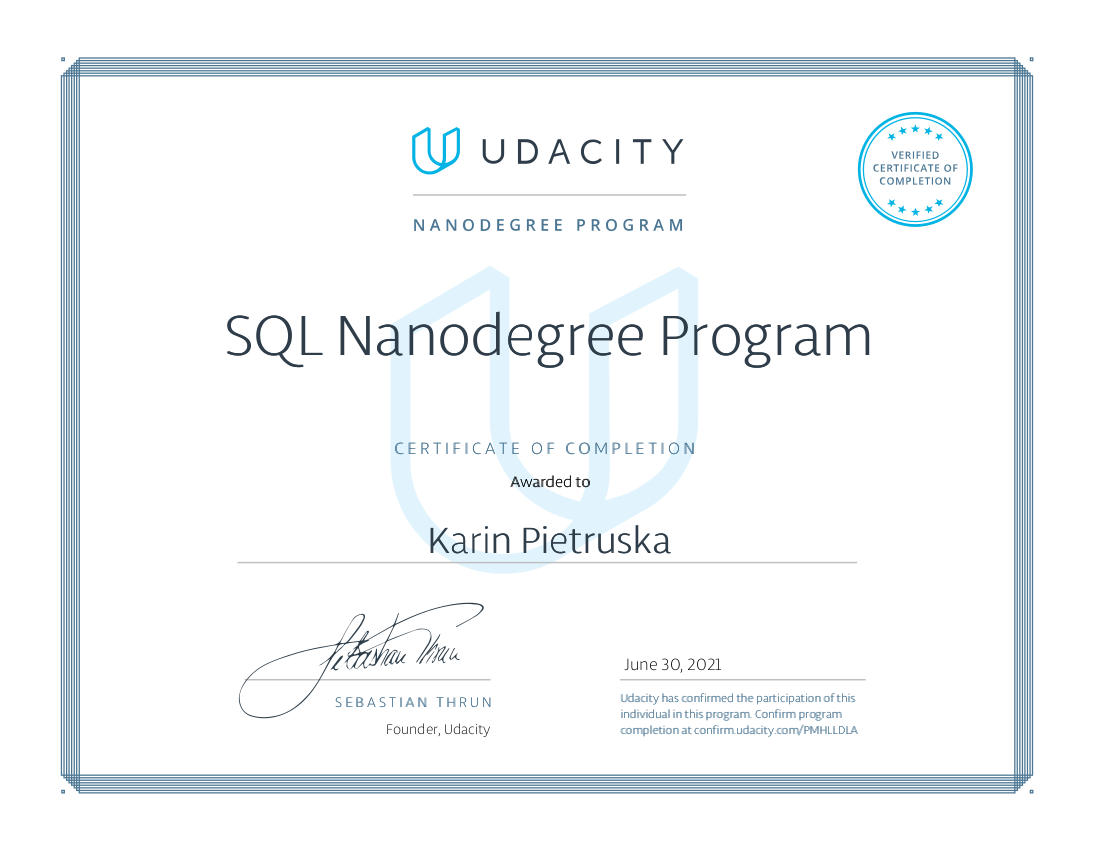 UDACITY
VERIFIED
CERTIFICATE OF
COMPLETION
NANODEGREE PROGRAM
SQL Nanodegree Program
CERTIFICATE OF COMPLETION
Awarded to
Karin Pietruska
Sebastian Thrun
SEBASTIAN THRUN
Founder, Udacity
June 30, 2021
Udacity has confirmed the participation of this
individual in this program. Confirm program
completion at confirm.udacity.com/PMHLLDLA